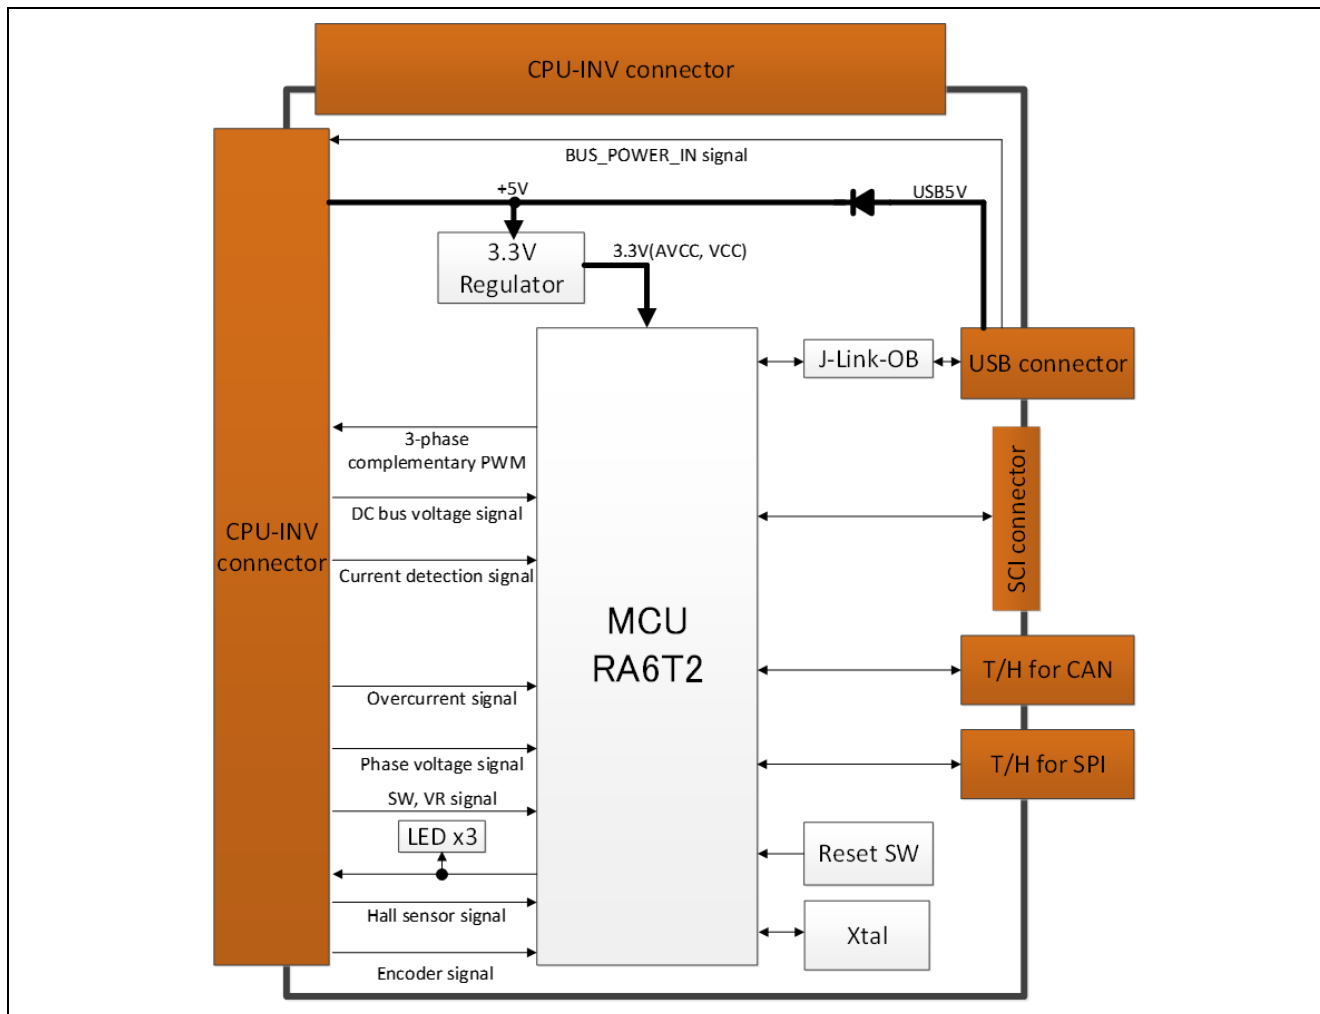 CPU-INV connector
BUS_POWER_IN signal
+5V
USB5V
3.3V
Regulator
3.3V(AVCC, VCC)
J-Link-OB
USB connector
3-phase
complementary PWM
DC bus voltage signal
CPU-INV
connector
Current detection signal
SCI connector
MCU
RA6T2
T/H for CAN
Overcurrent signal
Phase voltage signal
T/H for SPI
SW, VR signal
LED x3
Reset SW
Hall sensor signal
Xtal
Encoder signal